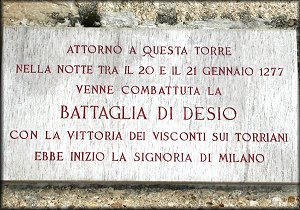 ATTORNO A QUESTA TORRE
NELLA NOTTE TRA IL 20 E IL 21 GENNAIO 1277
VENNE COMBATTUTA LA
BATTAGLIA DI DESIO
CON LA VITTORIA DEI VISCONTI SUI TORRIANI
EBBE INIZIO LA SIGNORIA DI MILANO